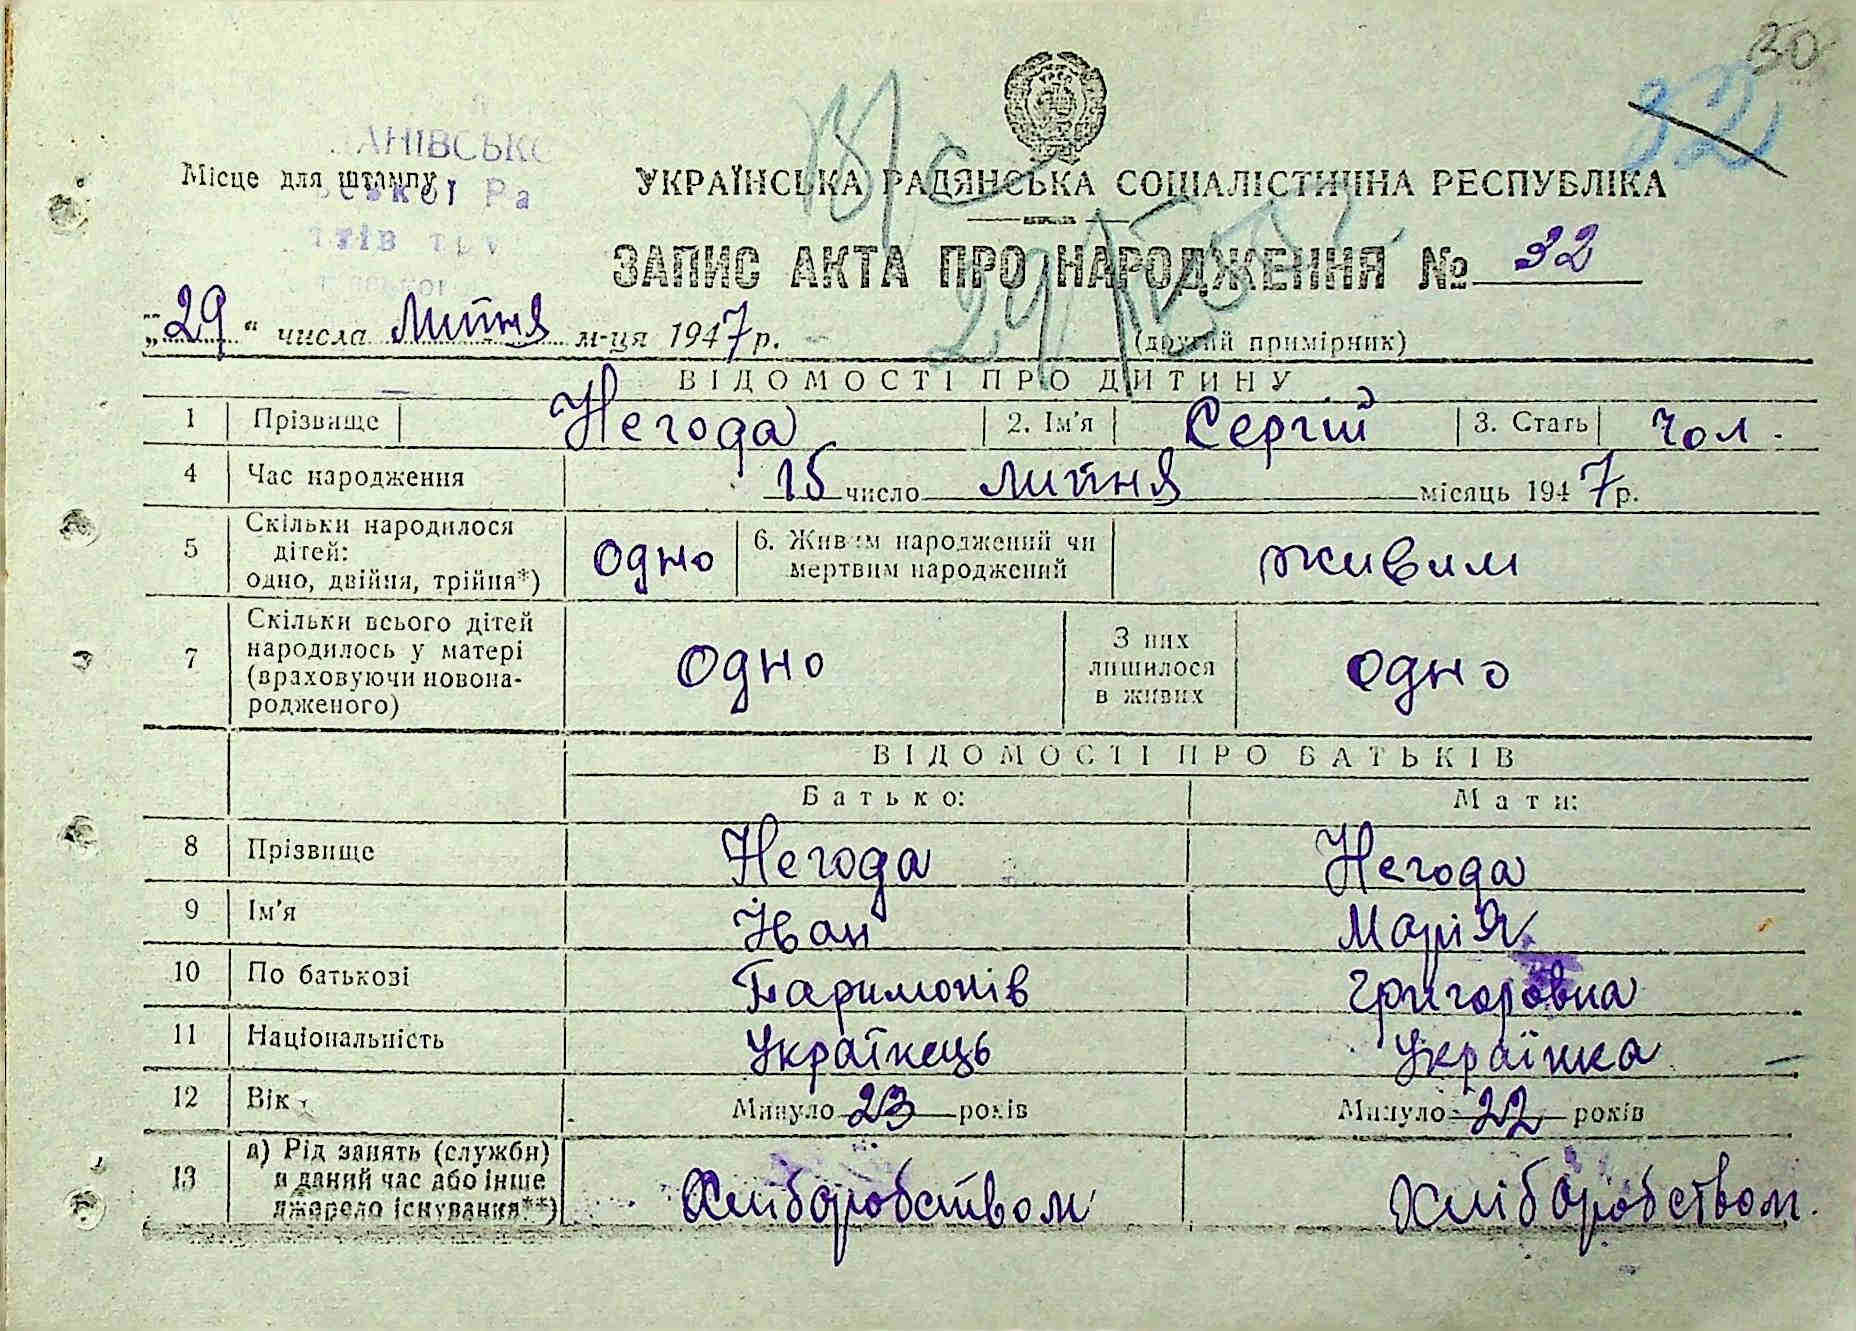 30
32
АНІВСЬКО
Місце для штампу
УКРАЇНСЬКА РАДЯНСЬКА СОЦІАЛІСТИЧНА РЕСПУБЛІКА
ЗАПИС АКТА ПРО НАРОДЖЕННЯ № 32
„29“ числа Липня м-ця 1947 р.
(другий примірник)
ВІДОМОСТІ ПРО ДИТИНУ
1 Прізвище Негода 2. Ім'я Сергій 3. Стать Чол.
4 Час народження 15 число Липня місяць 1947 р.
5 Скільки народилося дітей: одно, двійня, трійня*) одно 6. Живим народжений чи мертвим народжений живим
7 Скільки всього дітей народилось у матері (враховуючи новонародженого) одно З них лишилося в живих одно
ВІДОМОСТІ ПРО БАТЬКІВ
Батько: Мати:
8 Прізвище Негода Негода
9 Ім'я Іван Марія
10 По батькові Паримонів Григоровна
11 Національність Українець Українка
12 Вік Минуло 23 років Минуло 22 років
13 а) Рід занять (служби) в даний час або інше джерело існування**) Хліборобством Хліборобством.